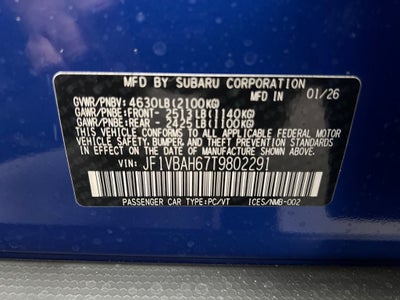 MFD BY SUBARU CORPORATION 01/26
GVWR/PNBV: 4630LB(2100KG)
GAWR/PNBE:FRONT- 2513LB(1140KG)
GAWR/PNBE:REAR - 2425LB(1100KG)
THIS VEHICLE CONFORMS TO ALL APPLICABLE FEDERAL MOTOR
VEHICLE SAFETY, BUMPER, AND THEFT PREVENTION STANDARDS
IN EFFECT ON THE DATE OF MANUFACTURE SHOWN ABOVE.
VIN: JF1VBAH67T9802291
PASSENGER CAR TYPE:PC/VT ICES/NMB-002